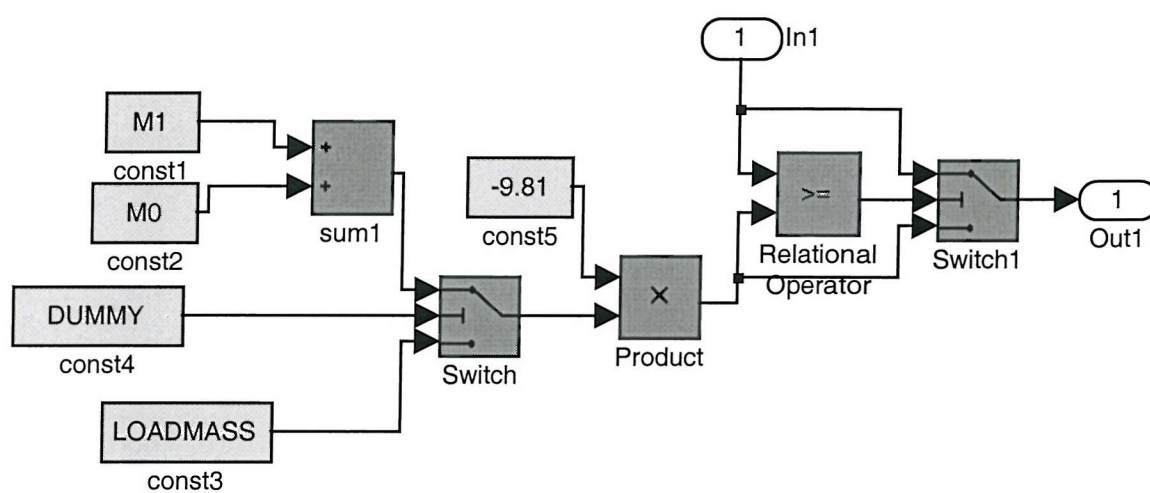 1
In1
M1
const1
+
+
sum1
M0
const2
-9.81
const5
>=
Relational
Operator
Switch1
1
Out1
×
Product
DUMMY
const4
Switch
LOADMASS
const3